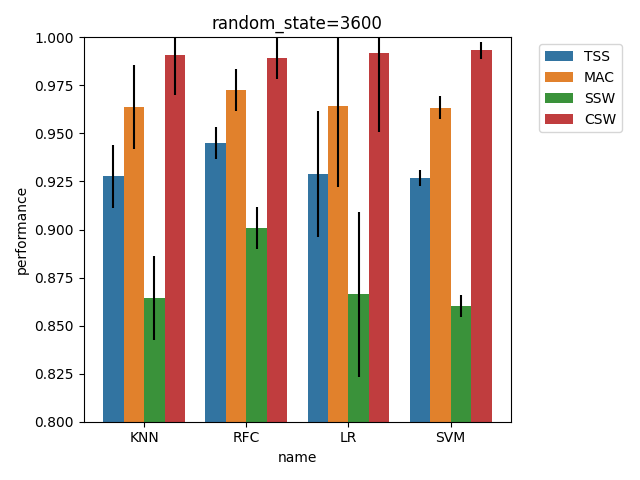 random_state=3600
1.000
0.975
0.950
0.925
0.900
0.875
0.850
0.825
0.800
performance
KNN
RFC
LR
SVM
name
TSS
MAC
SSW
CSW